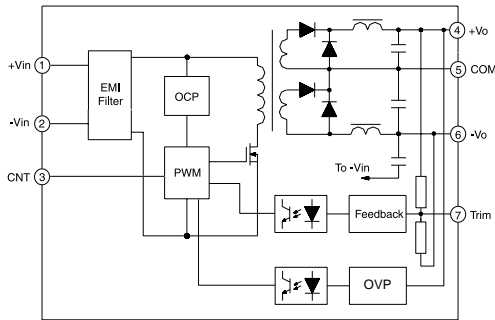 +Vin 1
EMI
Filter
-Vin 2
CNT 3
OCP
PWM
4 +Vo
5 COM
6 -Vo
To -Vin
Feedback
7 Trim
OVP